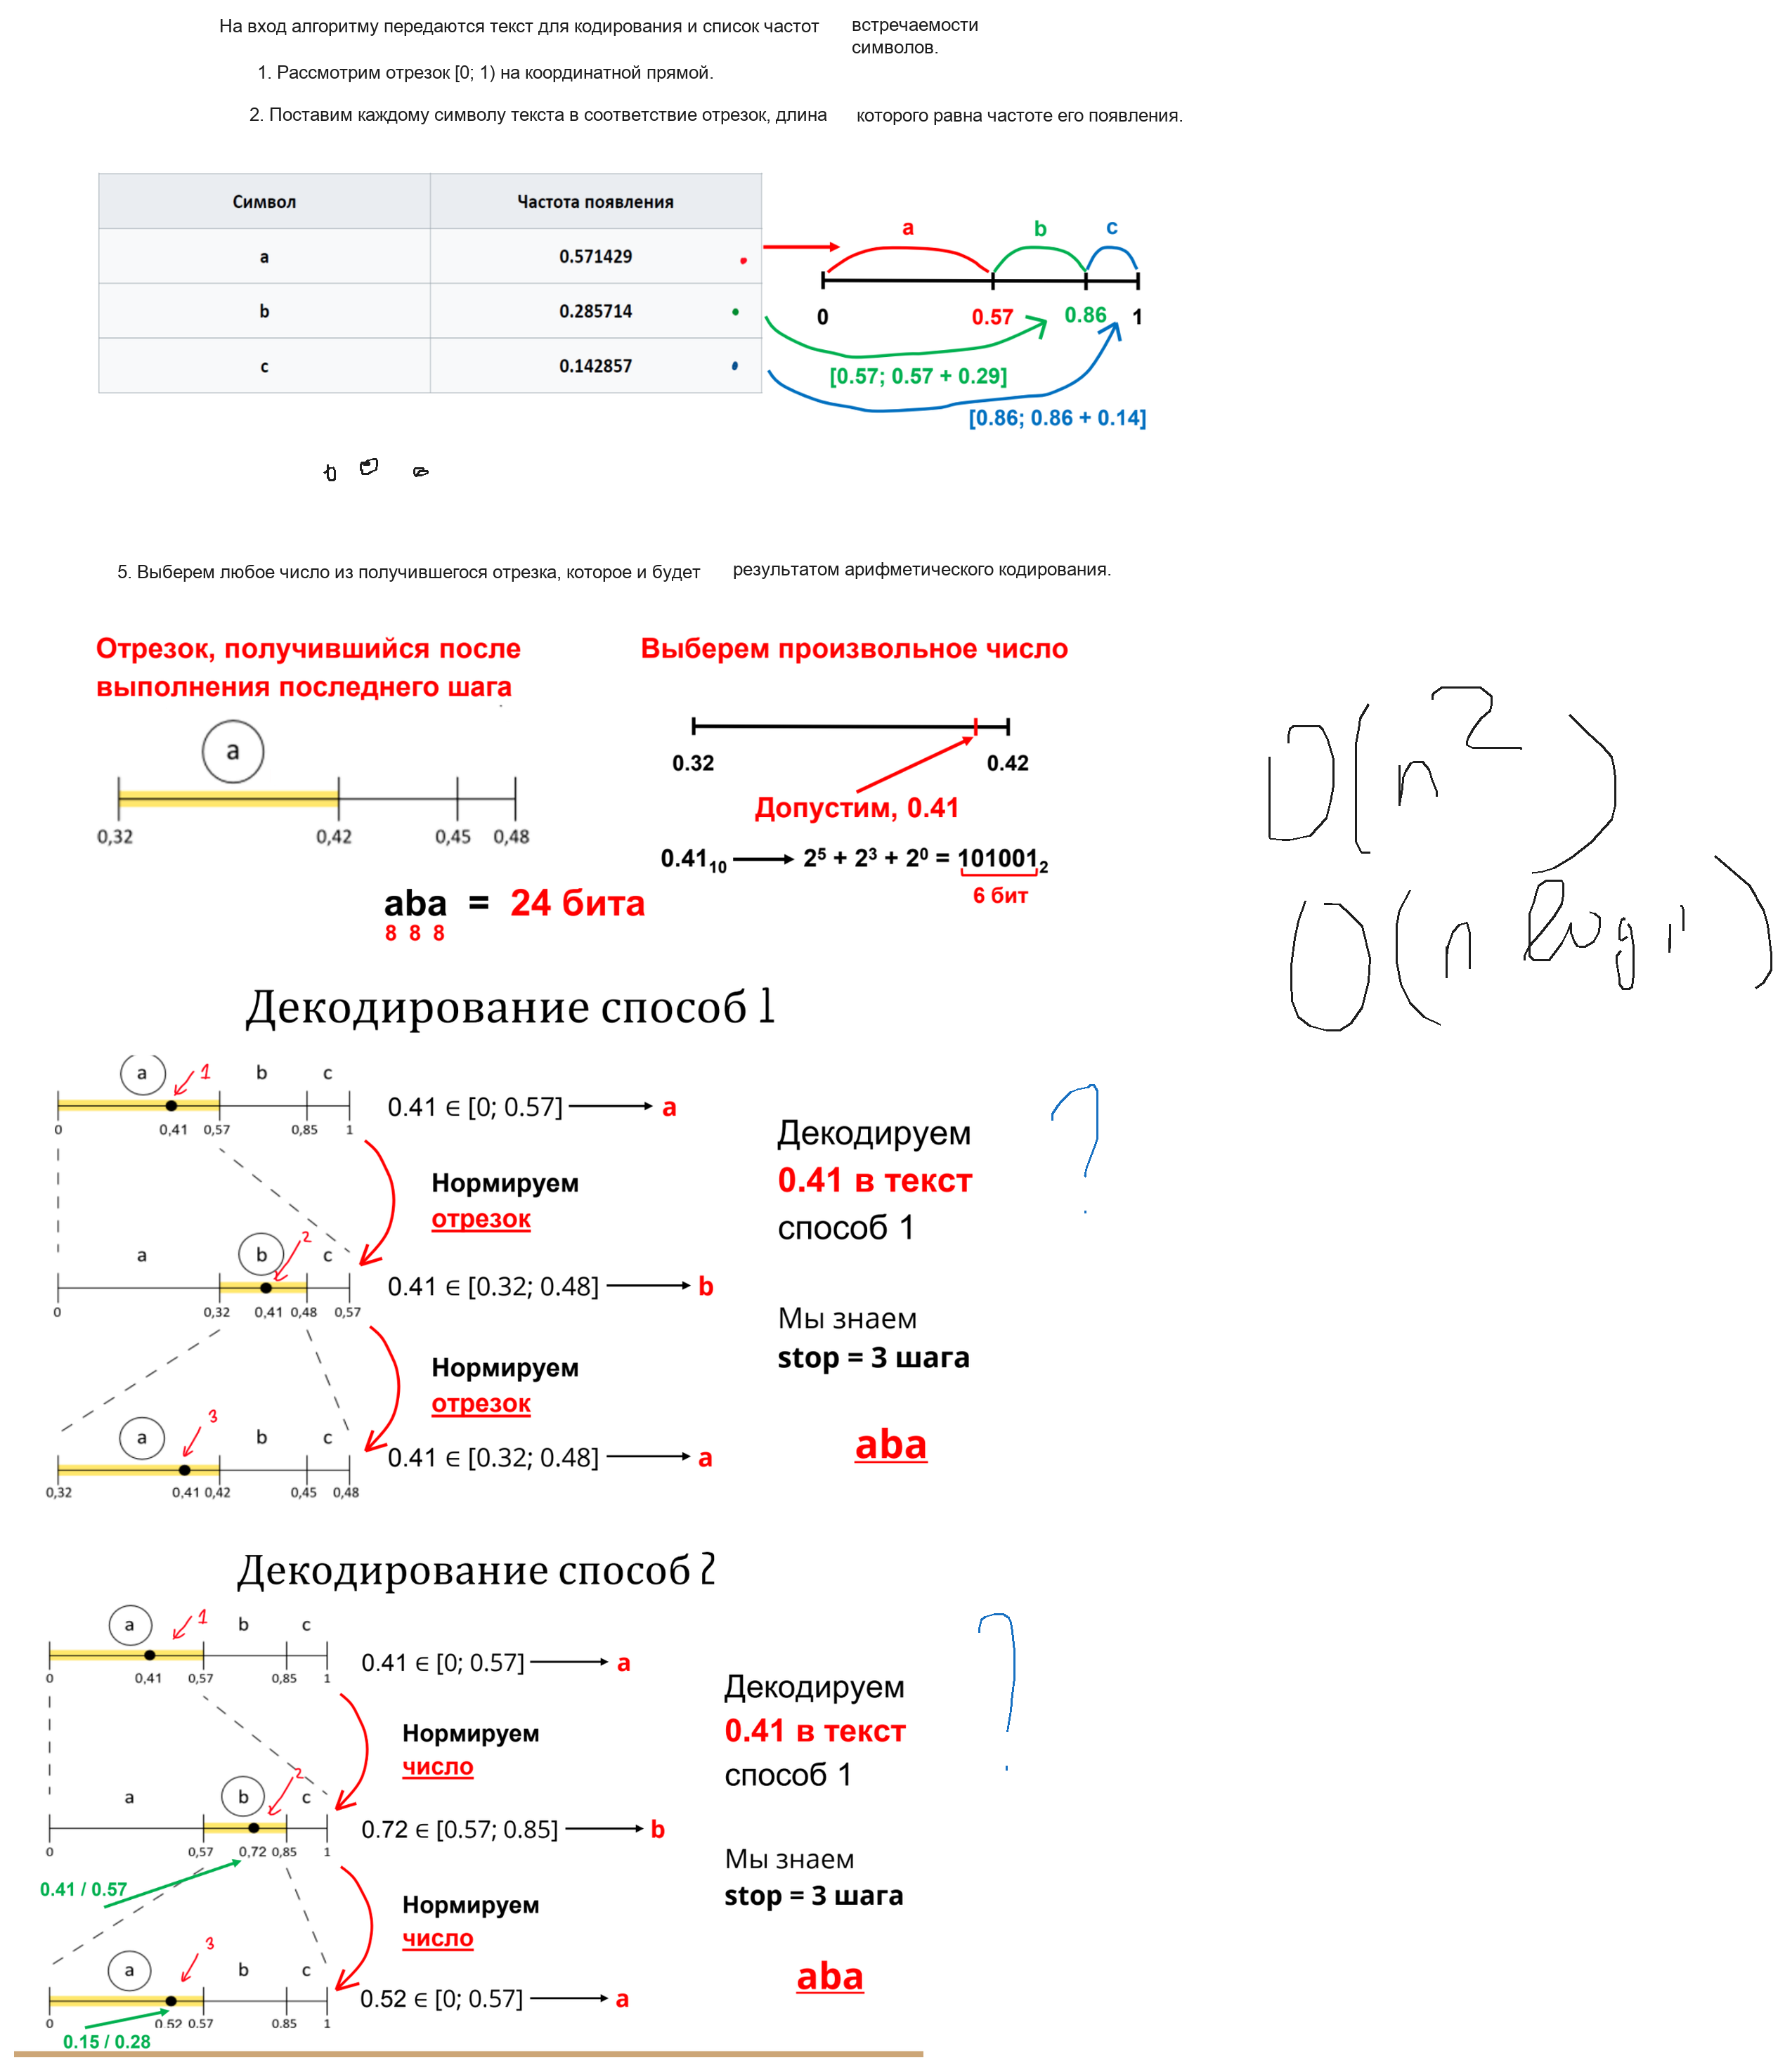 На вход алгоритму передаются текст для кодирования и список частот встречаемости
символов.
1. Рассмотрим отрезок [0; 1) на координатной прямой.
2. Поставим каждому символу текста в соответствие отрезок, длина которого равна частоте его появления.
Символ Частота появления
a 0.571429
b 0.285714
c 0.142857
a b c
0 0.57 0.86 1
[0.57; 0.57 + 0.29]
[0.86; 0.86 + 0.14]
5. Выберем любое число из получившегося отрезка, которое и будет результатом арифметического кодирования.
Отрезок, получившийся после
выполнения последнего шага
a
0,32 0,42 0,45 0,48
Выберем произвольное число
0.32 0.42
Допустим, 0.41
0.41₁₀ 2⁵ + 2³ + 2⁰ = 101001₂
6 бит
aba = 24 бита
8 8 8
O(n²)
O(n log n)
Декодирование способ 1
a 1 b c
0 0,41 0,57 0,85 1
0.41 ∈ [0; 0.57] a
Нормируем
отрезок
a b 2 c
0 0,32 0,41 0,48 0,57
0.41 ∈ [0.32; 0.48] b
Нормируем
отрезок
a 3 b c
0,32 0,41 0,42 0,45 0,48
0.41 ∈ [0.32; 0.48] a
Декодируем
0.41 в текст
способ 1
?
Мы знаем
stop = 3 шага
aba
Декодирование способ 2
a 1 b c
0 0,41 0,57 0,85 1
0.41 ∈ [0; 0.57] a
Нормируем
число
a b 2 c
0 0,57 0,72 0,85 1
0.41 / 0.57
0.72 ∈ [0.57; 0.85] b
Нормируем
число
a 3 b c
0 0.52 0.57 0.85 1
0.15 / 0.28
0.52 ∈ [0; 0.57] a
Декодируем
0.41 в текст
способ 1
?
Мы знаем
stop = 3 шага
aba